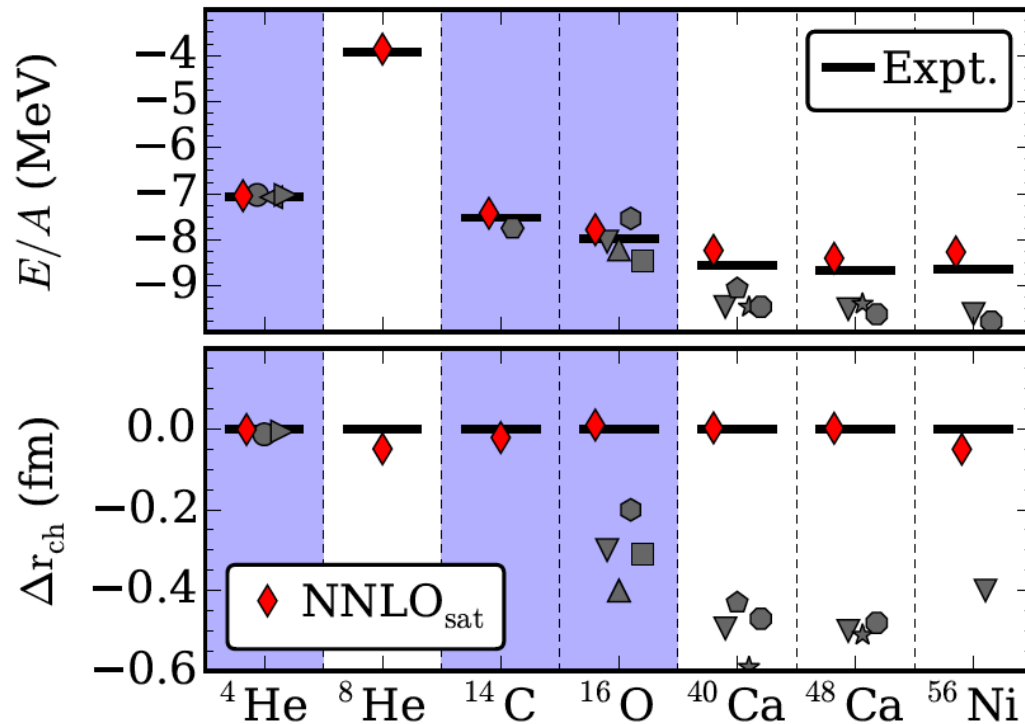 E/A (MeV)
−4
−5
−6
−7
−8
−9
Expt.
Δr_ch (fm)
0.0
−0.2
−0.4
−0.6
NNLO_sat
⁴He ⁸He ¹⁴C ¹⁶O ⁴⁰Ca ⁴⁸Ca ⁵⁶Ni